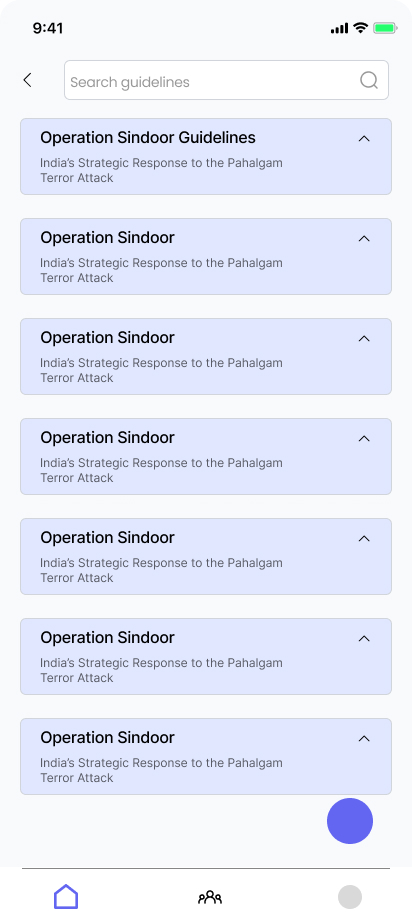 9:41
Search guidelines
Operation Sindoor Guidelines
India’s Strategic Response to the Pahalgam
Terror Attack
Operation Sindoor
India’s Strategic Response to the Pahalgam
Terror Attack
Operation Sindoor
India’s Strategic Response to the Pahalgam
Terror Attack
Operation Sindoor
India’s Strategic Response to the Pahalgam
Terror Attack
Operation Sindoor
India’s Strategic Response to the Pahalgam
Terror Attack
Operation Sindoor
India’s Strategic Response to the Pahalgam
Terror Attack
Operation Sindoor
India’s Strategic Response to the Pahalgam
Terror Attack